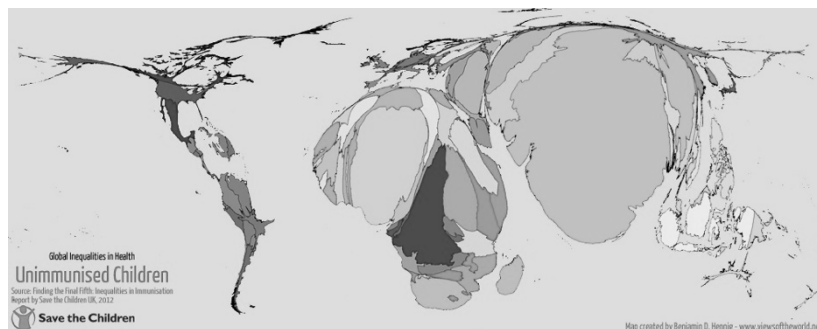 Global Inequalities in Health
Unimmunised Children
Source: Finding the Final Fifth: Inequalities in Immunisation
Report by Save the Children UK, 2012
Save the Children
Map created by Benjamin D. Hennig - www.viewsoftheworld.ne